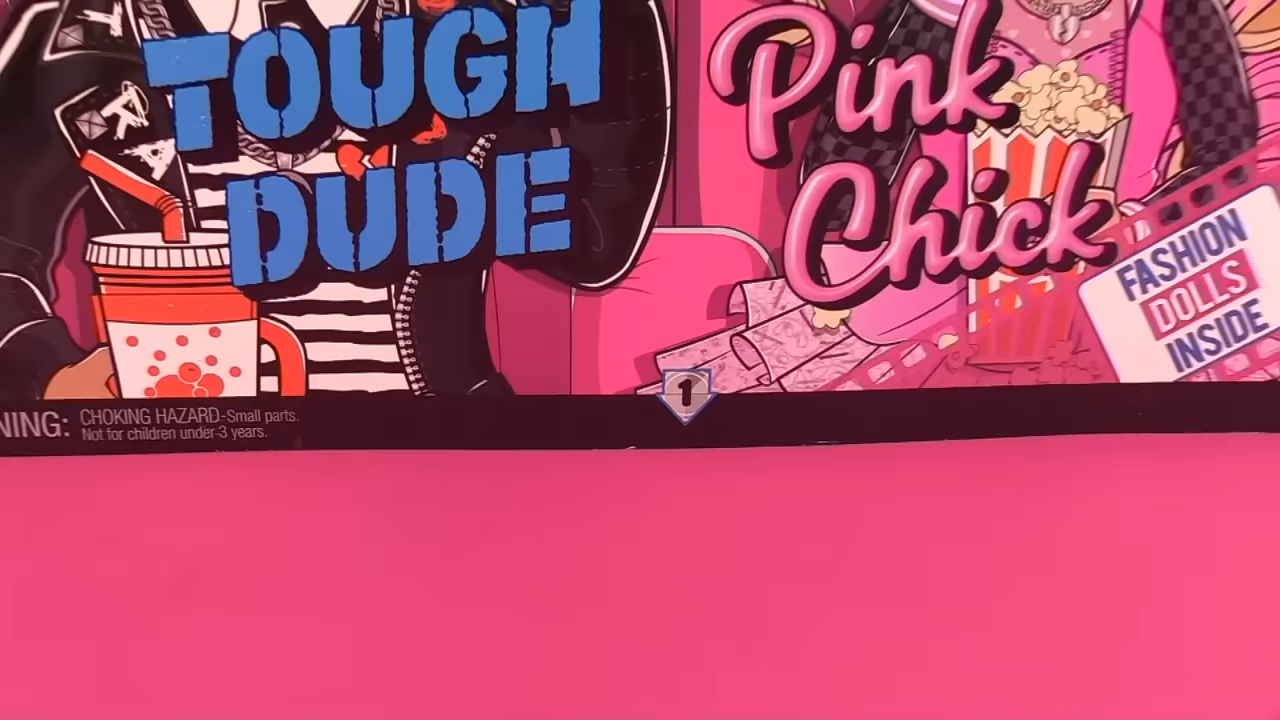 TOUGH
DUDE
Pink
Chick
FASHION
DOLLS
INSIDE
1
NING: CHOKING HAZARD-Small parts.
Not for children under 3 years.